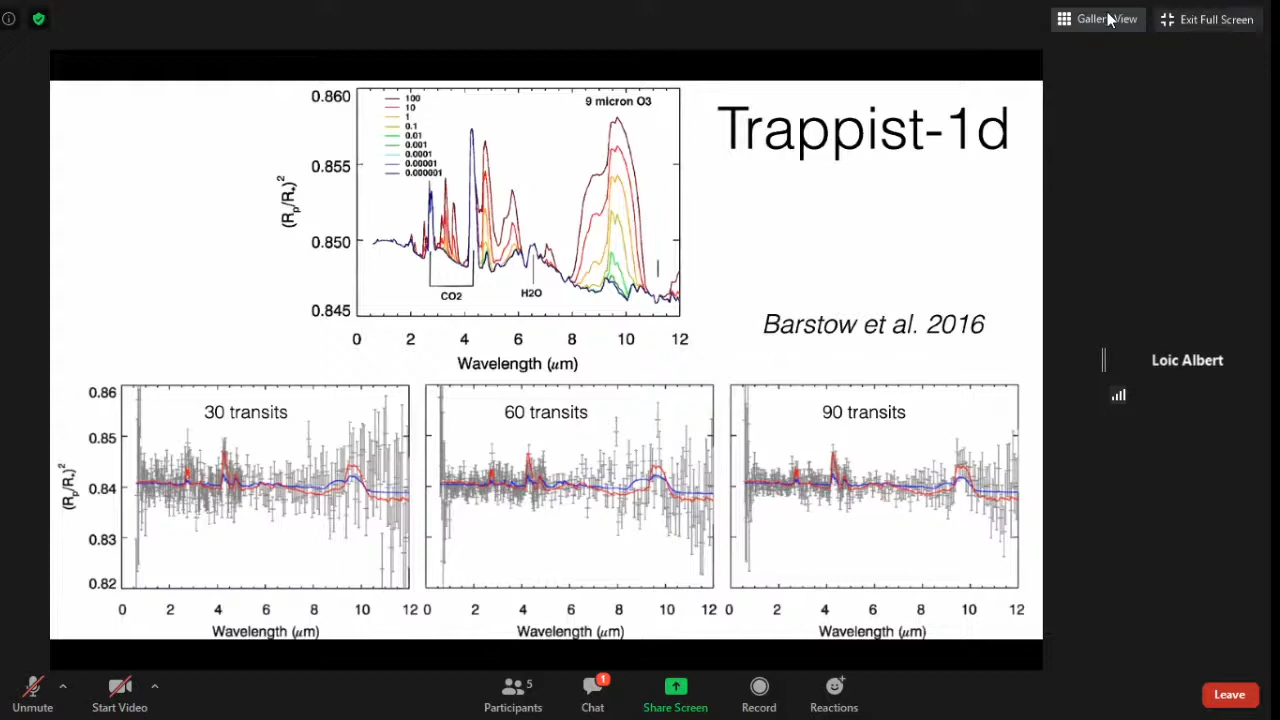 Gallery View
Exit Full Screen
Trappist-1d
9 micron O3
100
10
1
0.1
0.01
0.001
0.0001
0.00001
0.000001
0.860
0.855
0.850
0.845
(Rp/R*)²
CO2
H2O
0 2 4 6 8 10 12
Wavelength (μm)
Barstow et al. 2016
Loic Albert
30 transits
60 transits
90 transits
0.86
0.85
0.84
0.83
0.82
(Rp/R*)²
0 2 4 6 8 10 12
0 2 4 6 8 10 12
0 2 4 6 8 10 12
Wavelength (μm)
Wavelength (μm)
Wavelength (μm)
Unmute
Start Video
Participants
5
Chat
1
Share Screen
Record
Reactions
Leave